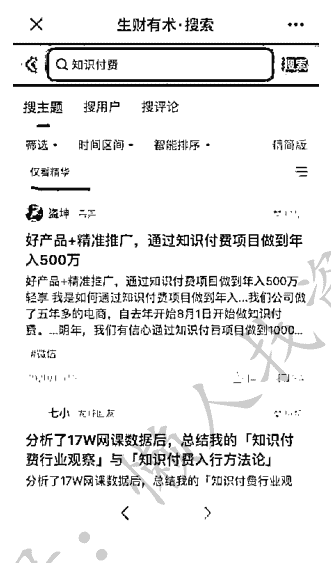 生财有术·搜索
知识付费
搜索
搜主题 搜用户 搜评论
筛选 时间区间 智能排序 精简版
仅看精华
盗坤
好产品+精准推广，通过知识付费项目做到年
入500万
好产品+精准推广，通过知识付费项目做到年入500万
轻享 我是如何通过知识付费项目做到年入...我们公司做
了五年多的电商，自去年开始8月1日开始做知识付
费。...明年，我们有信心通过知识付费项目做到1000...
#微信
七小
分析了17W网课数据后，总结我的「知识付
费行业观察」与「知识付费入行方法论」
分析了17W网课数据后，总结我的「知识付费行业观
懒人找资